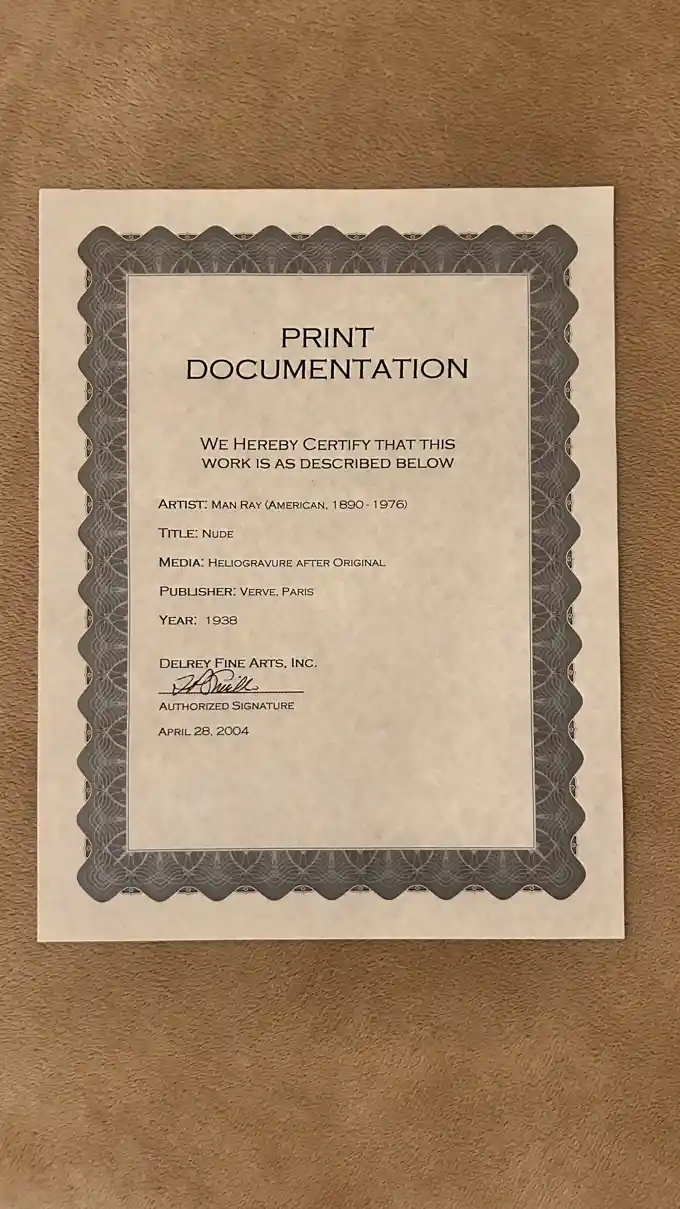 PRINT
DOCUMENTATION
WE HEREBY CERTIFY THAT THIS
WORK IS AS DESCRIBED BELOW
ARTIST: MAN RAY (AMERICAN, 1890-1976)
TITLE: NUDE
MEDIA: HELIOGRAVURE AFTER ORIGINAL
PUBLISHER: VERVE, PARIS
YEAR: 1938
DELREY FINE ARTS, INC.
AUTHORIZED SIGNATURE
APRIL 28, 2004